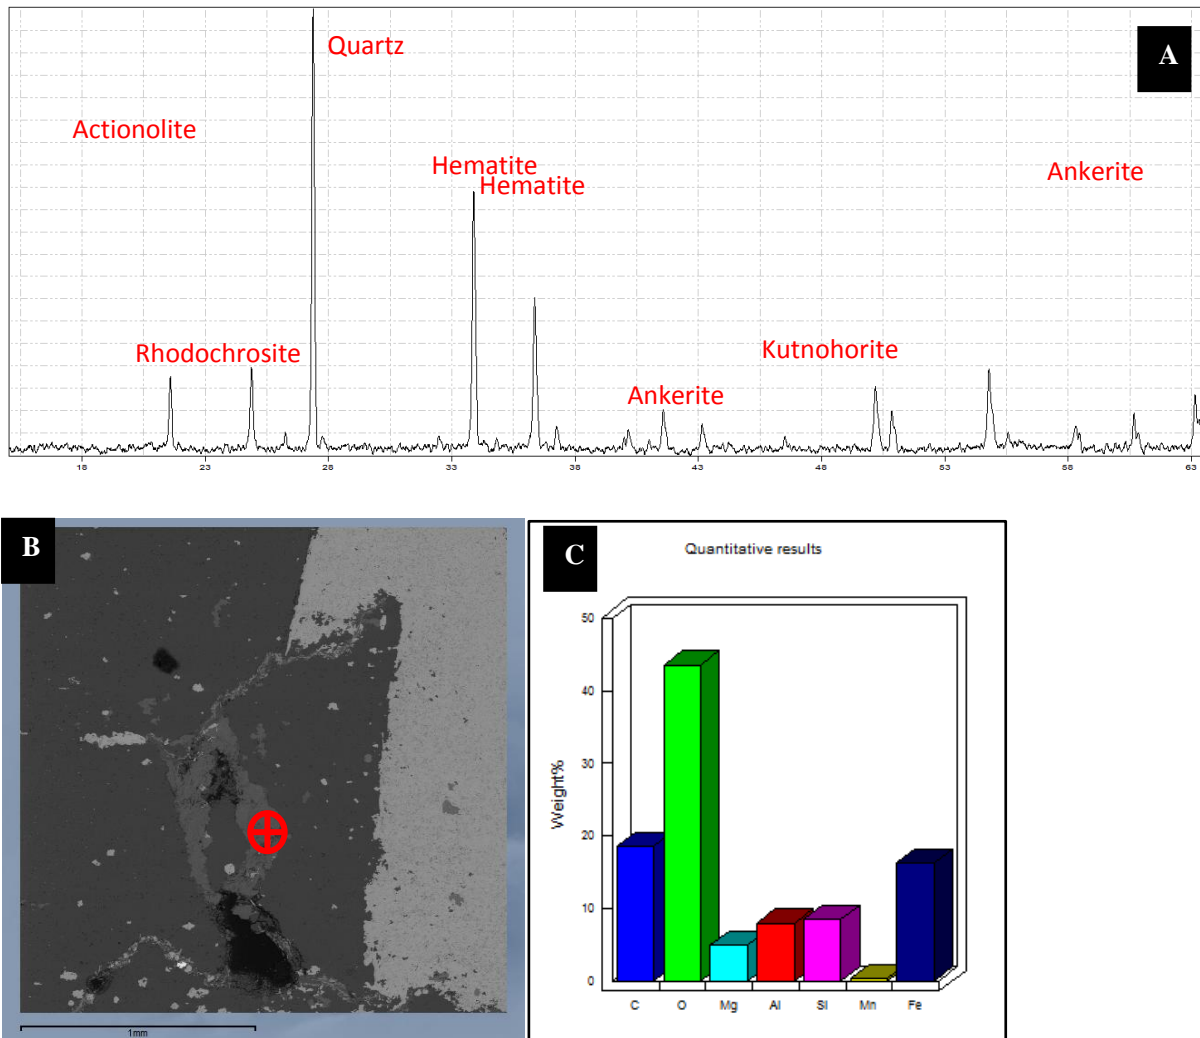 A
Quartz
Actionolite
Hematite
Hematite
Ankerite
Rhodochrosite
Kutnohorite
Ankerite
18 23 28 33 38 43 48 53 58 63
B
1mm
C
Quantitative results
Weight%
50
40
30
20
10
0
C O Mg Al Si Mn Fe